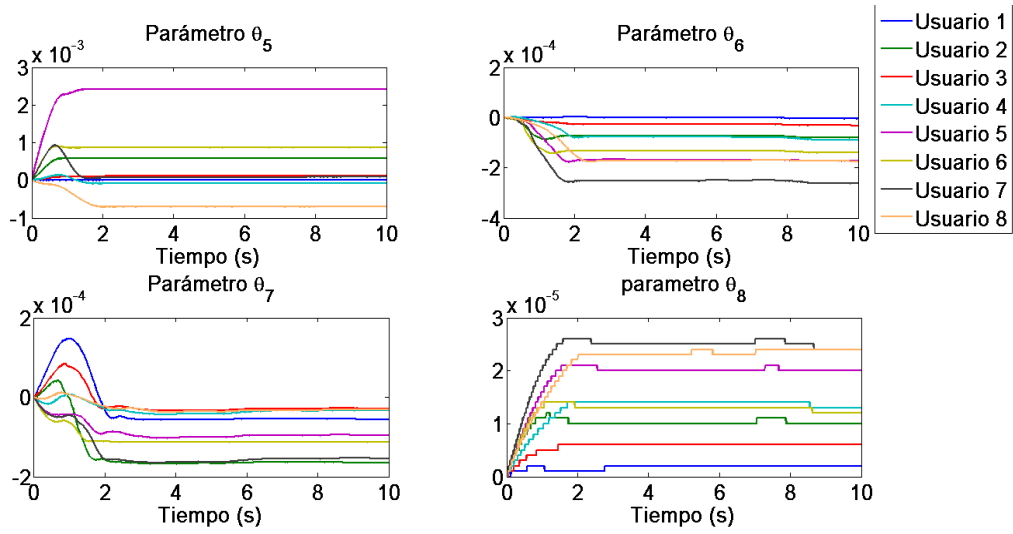 Parámetro θ5
x 10-3
3
2
1
0
-1
0 2 4 6 8 10
Tiempo (s)
Parámetro θ6
x 10-4
2
0
-2
-4
0 2 4 6 8 10
Tiempo (s)
Usuario 1
Usuario 2
Usuario 3
Usuario 4
Usuario 5
Usuario 6
Usuario 7
Usuario 8
Parámetro θ7
x 10-4
2
0
-2
0 2 4 6 8 10
Tiempo (s)
parametro θ8
x 10-5
3
2
1
0
0 2 4 6 8 10
Tiempo (s)